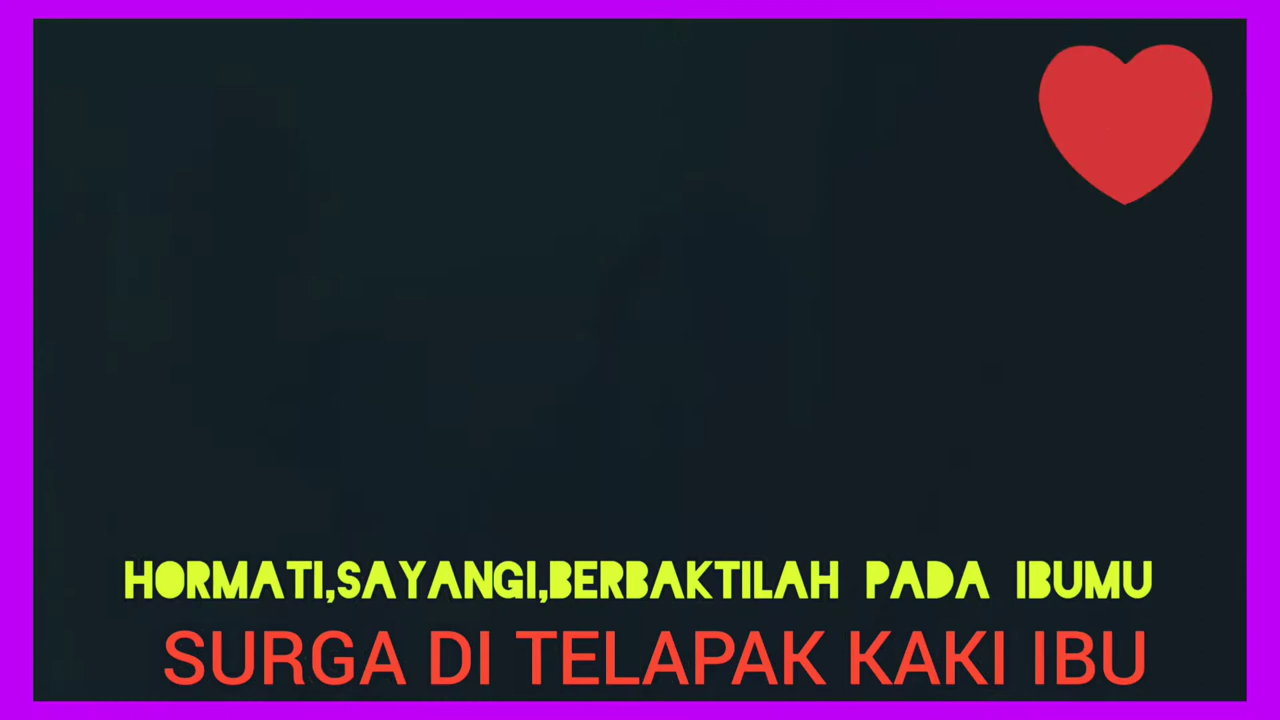 HORMATI,SAYANGI,BERBAKTILAH PADA IBUMU
SURGA DI TELAPAK KAKI IBU